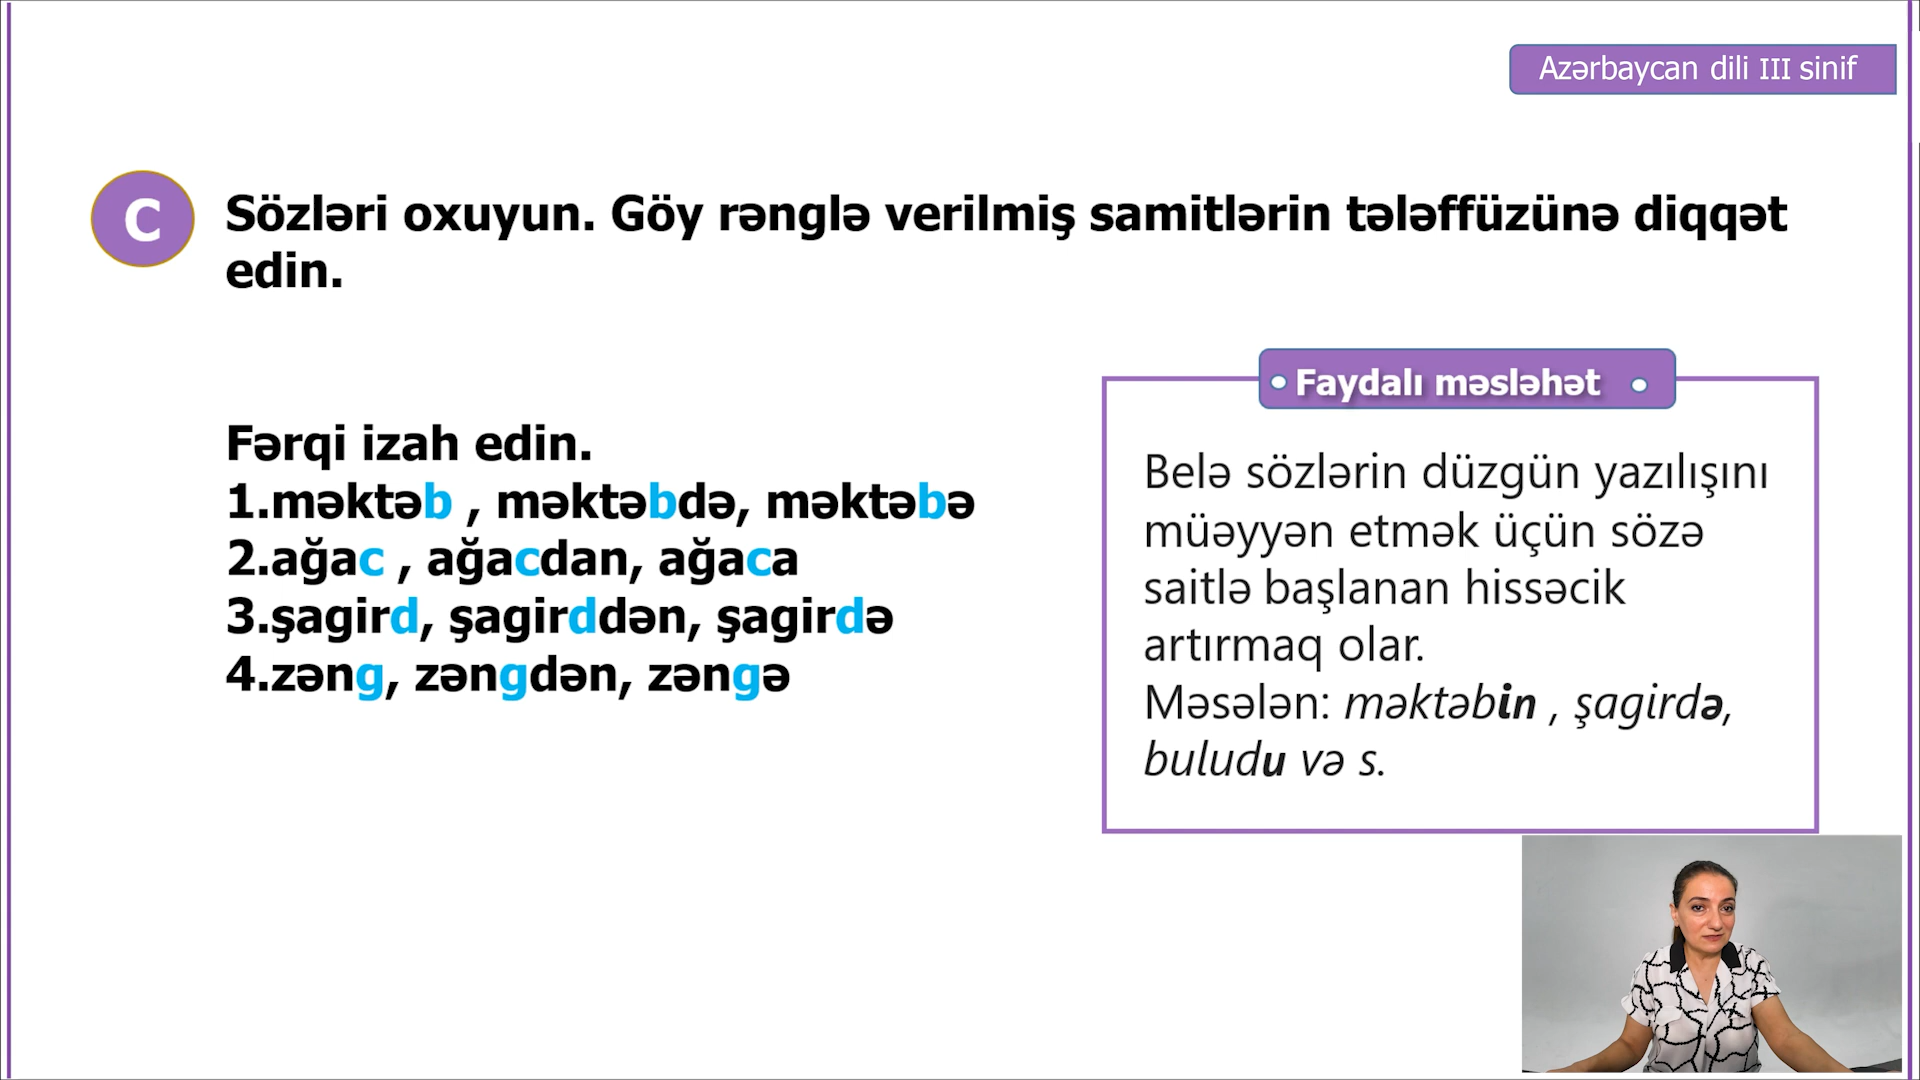 Azərbaycan dili III sinif
C
Sözləri oxuyun. Göy rənglə verilmiş samitlərin tələffüzünə diqqət
edin.
Fərqi izah edin.
1.məktəb , məktəbdə, məktəbə
2.ağac , ağacdan, ağaca
3.şagird, şagirddən, şagirdə
4.zəng, zəngdən, zəngə
Faydalı məsləhət
Belə sözlərin düzgün yazılışını
müəyyən etmək üçün sözə
saitlə başlanan hissəcik
artırmaq olar.
Məsələn: məktəbin , şagirdə,
buludu və s.